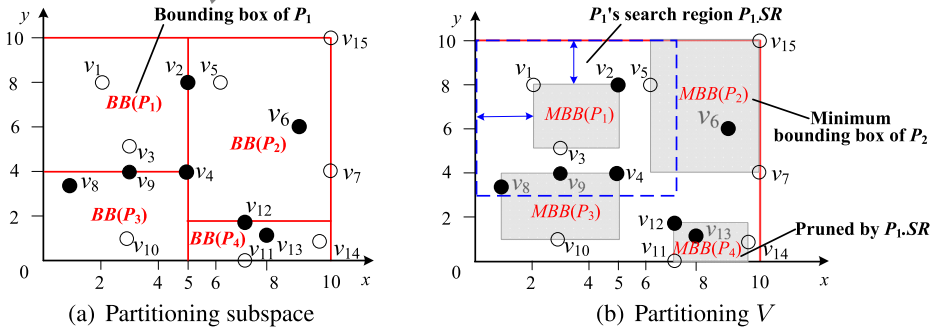 Bounding box of P₁
y
10
8
6
4
2
0
2
4
5
6
8
10
x
v₁
v₂
v₅
v₁₅
BB(P₁)
BB(P₂)
v₆
v₃
v₈
v₉
v₄
v₇
BB(P₃)
v₁₂
BB(P₄)
v₁₀
v₁₁
v₁₃
v₁₄
(a) Partitioning subspace
P₁'s search region P₁.SR
y
10
8
6
4
2
0
2
4
5
6
8
10
x
v₁
v₂
v₅
v₁₅
MBB(P₁)
MBB(P₂)
v₆
Minimum
bounding box of P₂
v₃
v₈
v₉
v₄
v₇
MBB(P₃)
v₁₂
v₁₃
Pruned by P₁.SR
v₁₀
v₁₁
MBB(P₄)
v₁₄
(b) Partitioning V